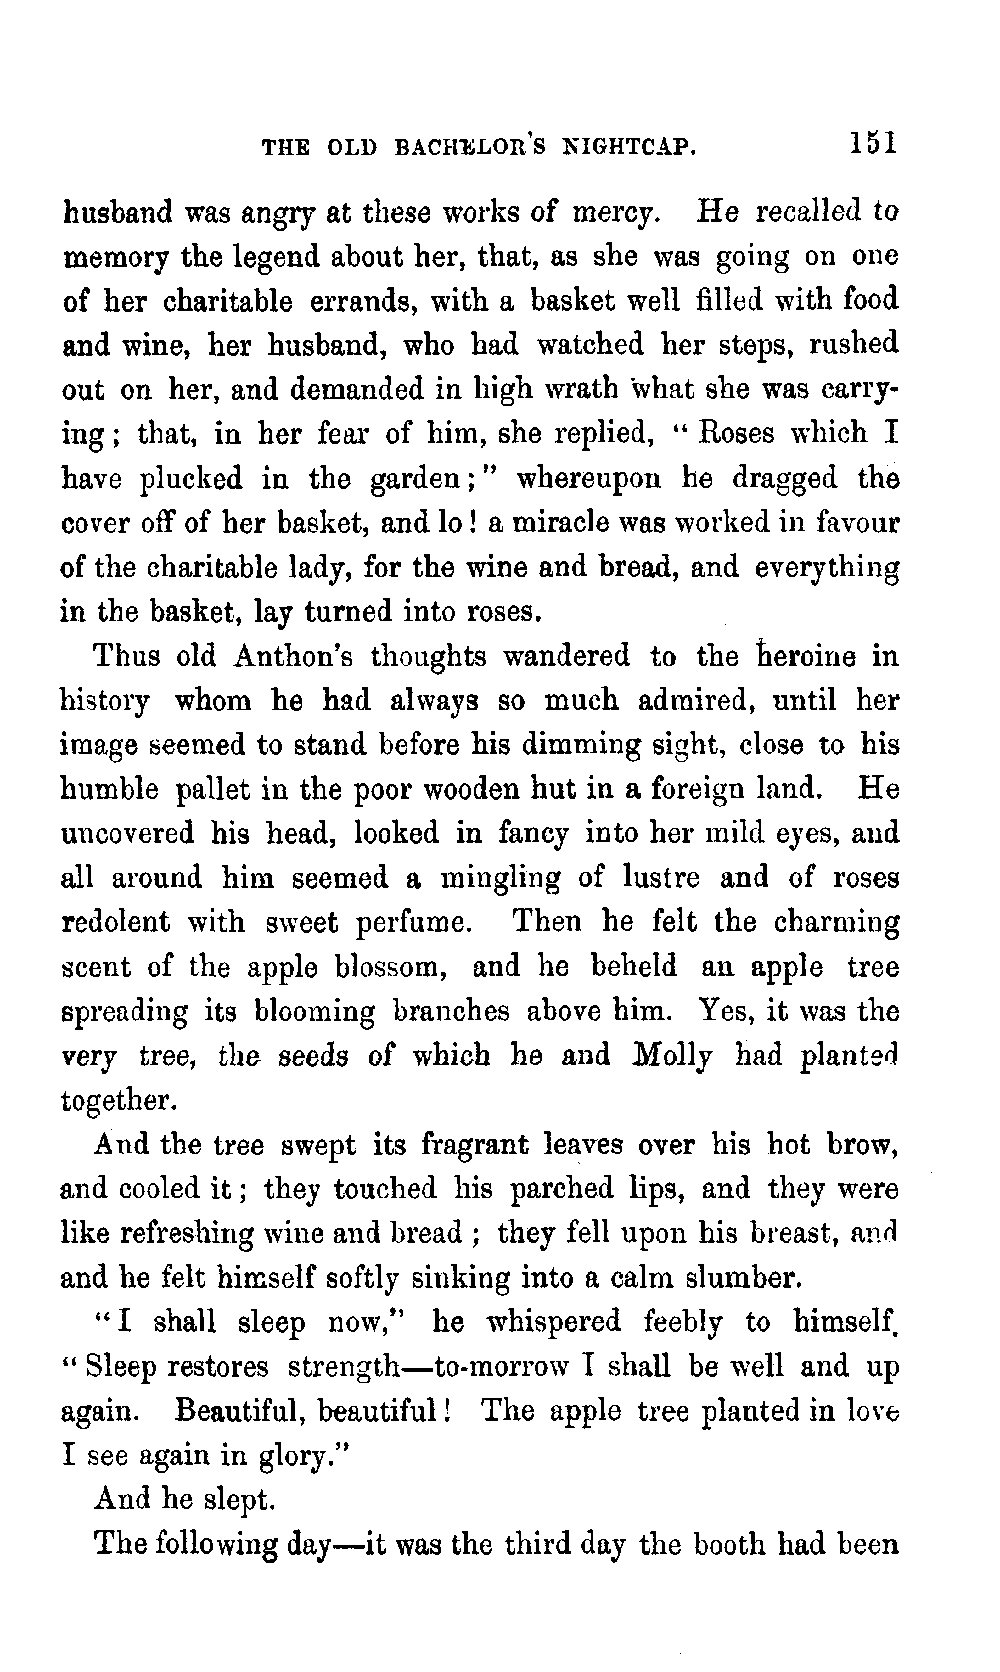 THE OLD BACHELOR'S NIGHTCAP. 151
husband was angry at these works of mercy. He recalled to
memory the legend about her, that, as she was going on one
of her charitable errands, with a basket well filled with food
and wine, her husband, who had watched her steps, rushed
out on her, and demanded in high wrath what she was carry-
ing; that, in her fear of him, she replied, "Roses which I
have plucked in the garden;" whereupon he dragged the
cover off of her basket, and lo! a miracle was worked in favour
of the charitable lady, for the wine and bread, and everything
in the basket, lay turned into roses.
Thus old Anthon's thoughts wandered to the heroine in
history whom he had always so much admired, until her
image seemed to stand before his dimming sight, close to his
humble pallet in the poor wooden hut in a foreign land. He
uncovered his head, looked in fancy into her mild eyes, and
all around him seemed a mingling of lustre and of roses
redolent with sweet perfume. Then he felt the charming
scent of the apple blossom, and he beheld an apple tree
spreading its blooming branches above him. Yes, it was the
very tree, the seeds of which he and Molly had planted
together.
And the tree swept its fragrant leaves over his hot brow,
and cooled it; they touched his parched lips, and they were
like refreshing wine and bread; they fell upon his breast, and
and he felt himself softly sinking into a calm slumber.
"I shall sleep now," he whispered feebly to himself.
"Sleep restores strength—to-morrow I shall be well and up
again. Beautiful, beautiful! The apple tree planted in love
I see again in glory."
And he slept.
The following day—it was the third day the booth had been